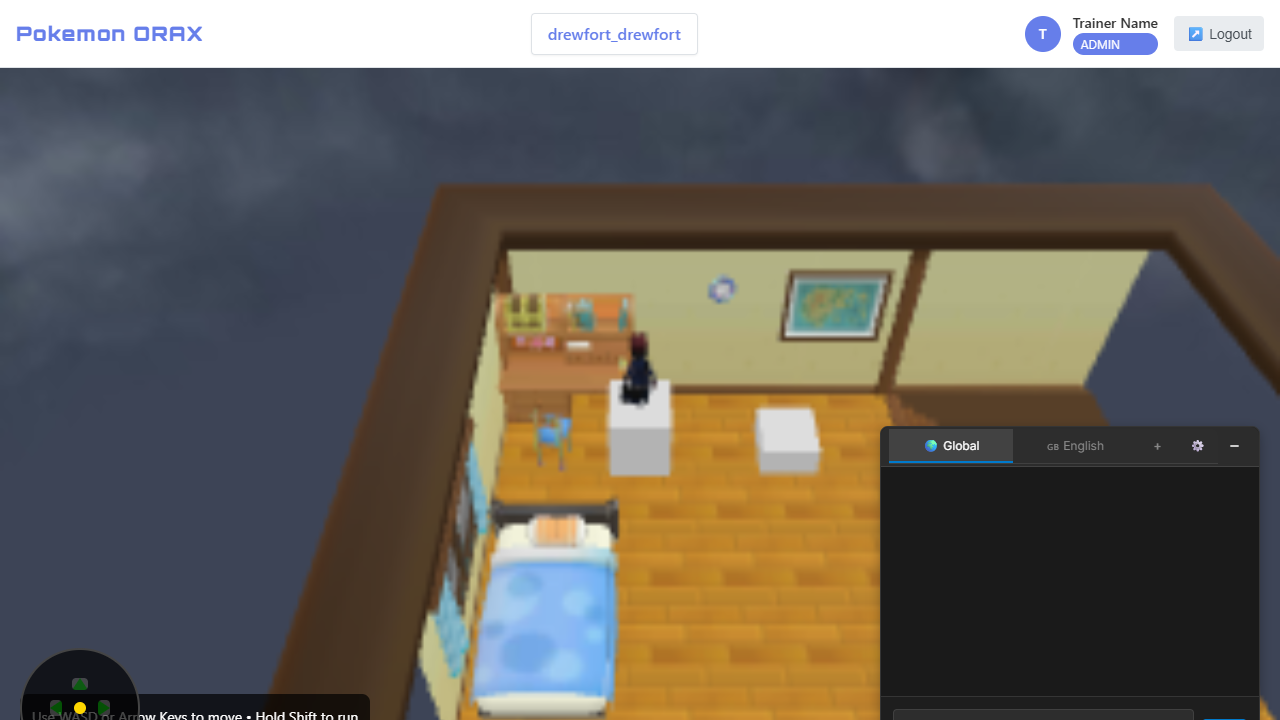 Pokemon ORAX
drewfort_drewfort
T
Trainer Name
ADMIN
Logout
Global
GB English
+
Use WASD or Arrow Keys to move • Hold Shift to run